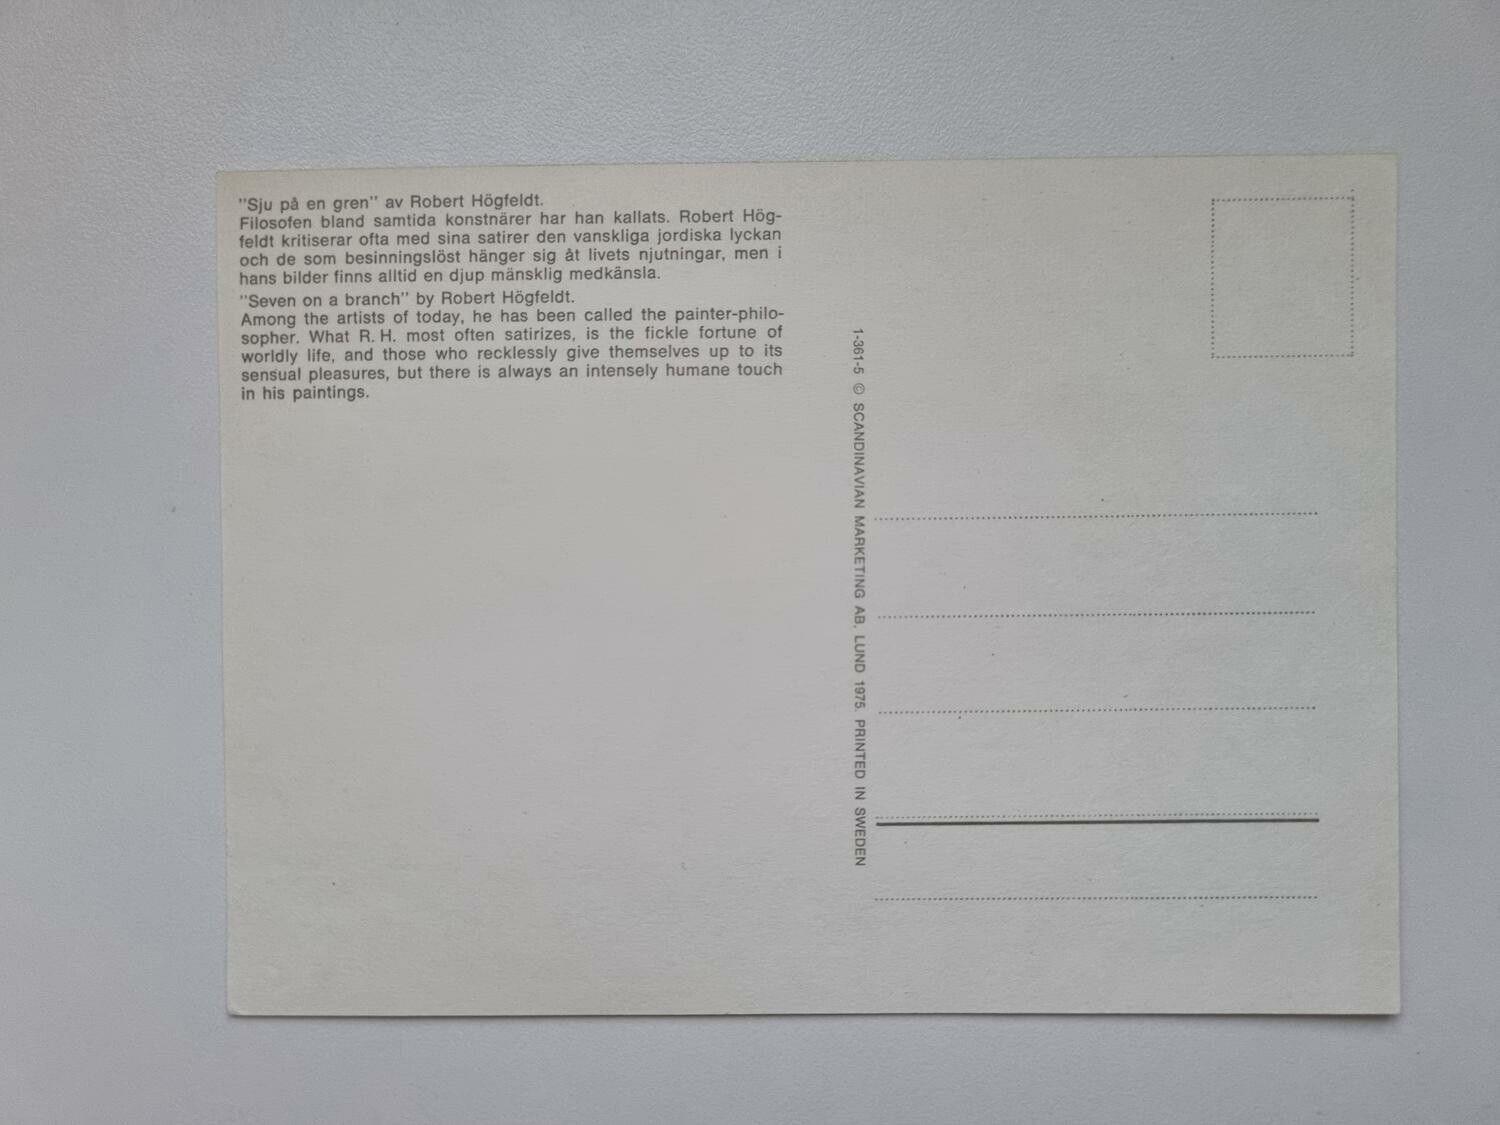 "Sju på en gren" av Robert Högfeldt.
Filosofen bland samtida konstnärer har han kallats. Robert Hög-
feldt kritiserar ofta med sina satirer den vanskliga jordiska lyckan
och de som besinningslöst hänger sig åt livets njutningar, men i
hans bilder finns alltid en djup mänsklig medkänsla.
"Seven on a branch" by Robert Högfeldt.
Among the artists of today, he has been called the painter-philo-
sopher. What R. H. most often satirizes, is the fickle fortune of
worldly life, and those who recklessly give themselves up to its
sensual pleasures, but there is always an intensely humane touch
in his paintings.
1-361-5 © SCANDINAVIAN MARKETING AB, LUND 1975. PRINTED IN SWEDEN